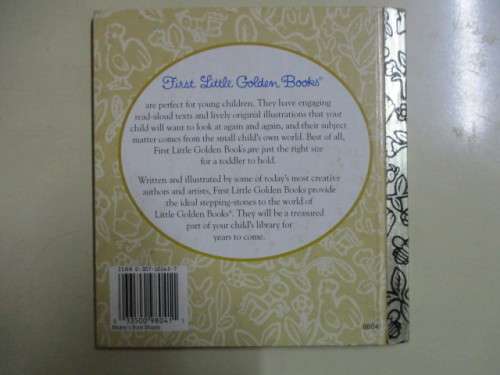 First Little Golden Books®
are perfect for young children. They have engaging
read-aloud texts and lively original illustrations that your
child will want to look at again and again, and their subject
matter comes from the small child's own world. Best of all,
First Little Golden Books are just the right size
for a toddler to hold.
Written and illustrated by some of today's most creative
authors and artists, First Little Golden Books provide
the ideal stepping-stones to the world of
Little Golden Books®. They will be a treasured
part of your child's library for
years to come.
ISBN 0-307-
33500 98041